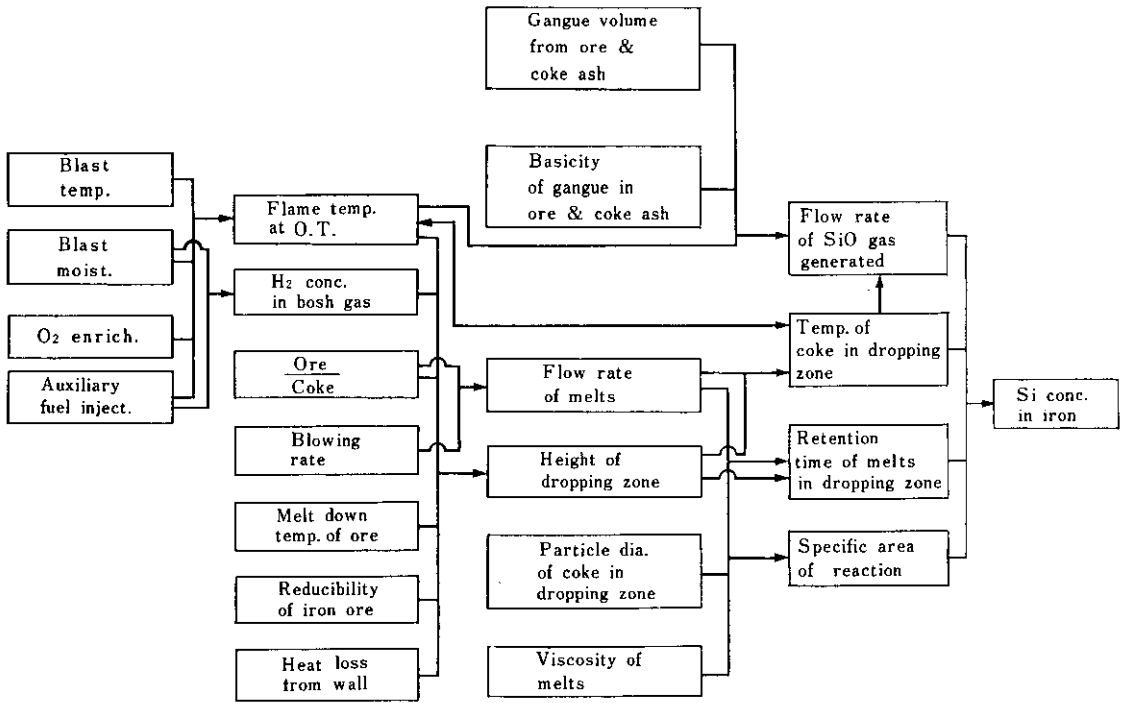 Gangue volume
from ore &
coke ash
Blast
temp.
Blast
moist.
O2 enrich.
Auxiliary
fuel inject.
Flame temp.
at O.T.
H2 conc.
in bosh gas
Ore
Coke
Blowing
rate
Melt down
temp. of ore
Reducibility
of iron ore
Heat loss
from wall
Basicity
of gangue in
ore & coke ash
Flow rate
of melts
Height of
dropping zone
Particle dia.
of coke in
dropping zone
Viscosity of
melts
Flow rate
of SiO gas
generated
Temp. of
coke in dropping
zone
Retention
time of melts
in dropping zone
Specific area
of reaction
Si conc.
in iron